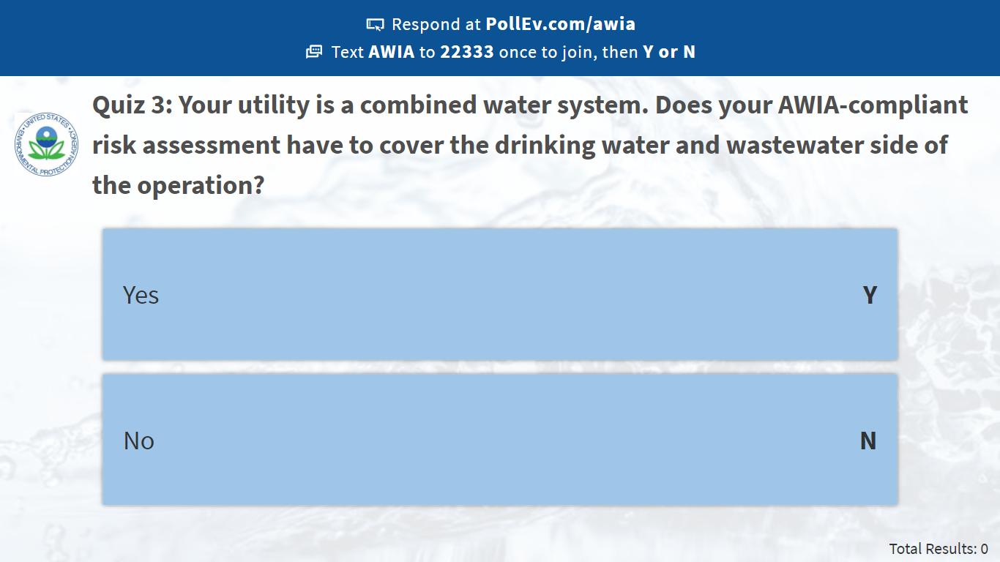 Respond at PollEv.com/awia
Text AWIA to 22333 once to join, then Y or N
UNITED STATES
ENVIRONMENTAL PROTECTION AGENCY
Quiz 3: Your utility is a combined water system. Does your AWIA-compliant
risk assessment have to cover the drinking water and wastewater side of
the operation?
Yes Y
No N
Total Results: 0